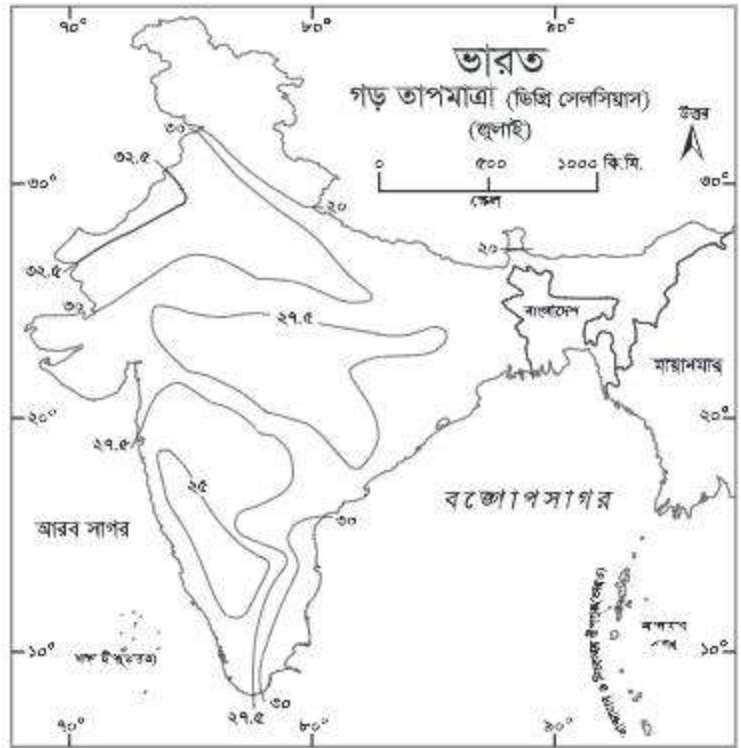 ৭০° ৮০° ৯০°
ভারত
গড় তাপমাত্রা (ডিগ্রি সেলসিয়াস)
(জুলাই)
উত্তর
০ ৫০০ ১০০০ কি.মি.
স্কেল
৩০
৩২.৫
৩০° ৩০°
২০
২০
৩২.৫
৩০
২৭.৫
বাংলাদেশ
মায়ানমার
২০° ২০°
২৭.৫
২৫
বঙ্গোপসাগর
৩০
আরব সাগর
১০° ১০°
৩০
২৭.৫
৭০° ৮০° ৯০°